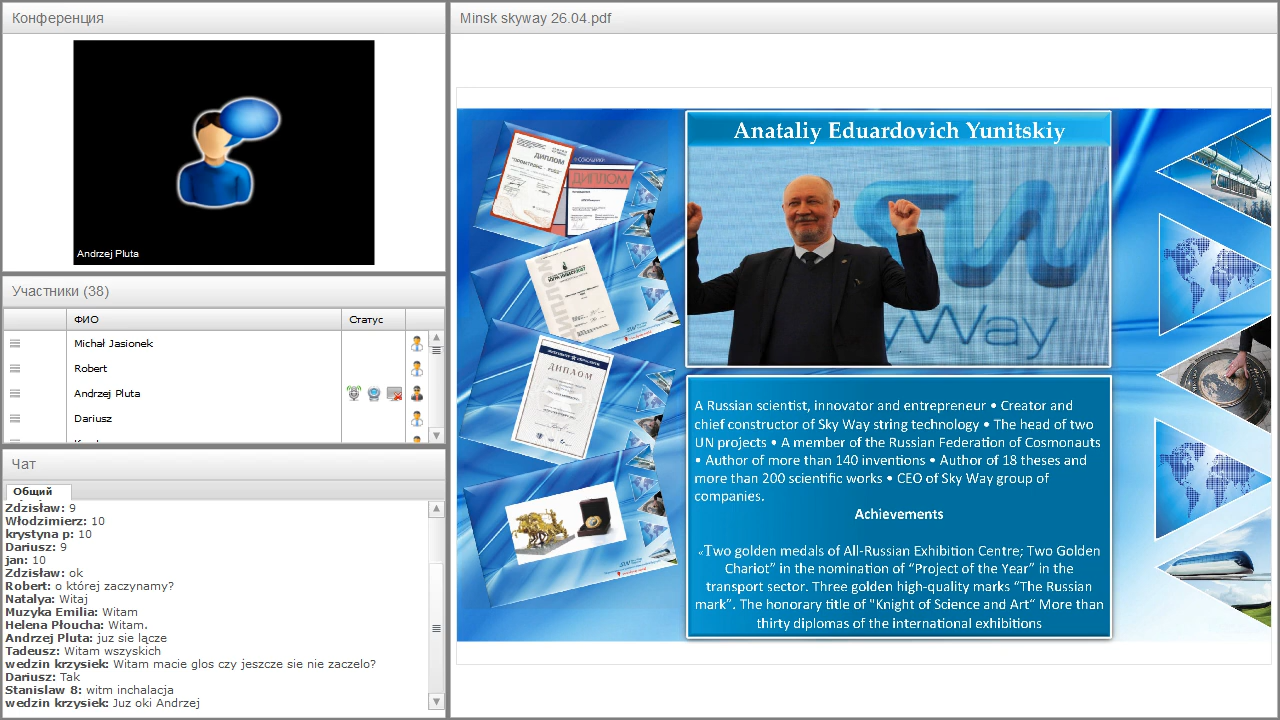 Конференция
Andrzej Pluta
Участники (38)
ФИО
Статус
Michał Jasionek
Robert
Andrzej Pluta
Dariusz
Чат
Общий
Zdzisław: 9
Włodzimierz: 10
krystyna p: 10
Dariusz: 9
jan: 10
Zdzisław: ok
Robert: o której zaczynamy?
Natalya: Witaj
Muzyka Emilia: Witam
Helena Płoucha: Witam.
Andrzej Pluta: juz sie lącze
Tadeusz: Witam wszyskich
wedzin krzysiek: Witam macie glos czy jeszcze sie nie zaczelo?
Dariusz: Tak
Stanislaw 8: witm inchalacja
wedzin krzysiek: Juz oki Andrzej
Minsk skyway 26.04.pdf
Anataliy Eduardovich Yunitskiy
ДИПЛОМ
ДИПЛОМ
ДИПЛОМ
yWay
A Russian scientist, innovator and entrepreneur • Creator and
chief constructor of Sky Way string technology • The head of two
UN projects • A member of the Russian Federation of Cosmonauts
• Author of more than 140 inventions • Author of 18 theses and
more than 200 scientific works • CEO of Sky Way group of
companies.
Achievements
«Two golden medals of All-Russian Exhibition Centre; Two Golden
Chariot” in the nomination of “Project of the Year” in the
transport sector. Three golden high-quality marks “The Russian
mark”. The honorary title of "Knight of Science and Art“ More than
thirty diplomas of the international exhibitions